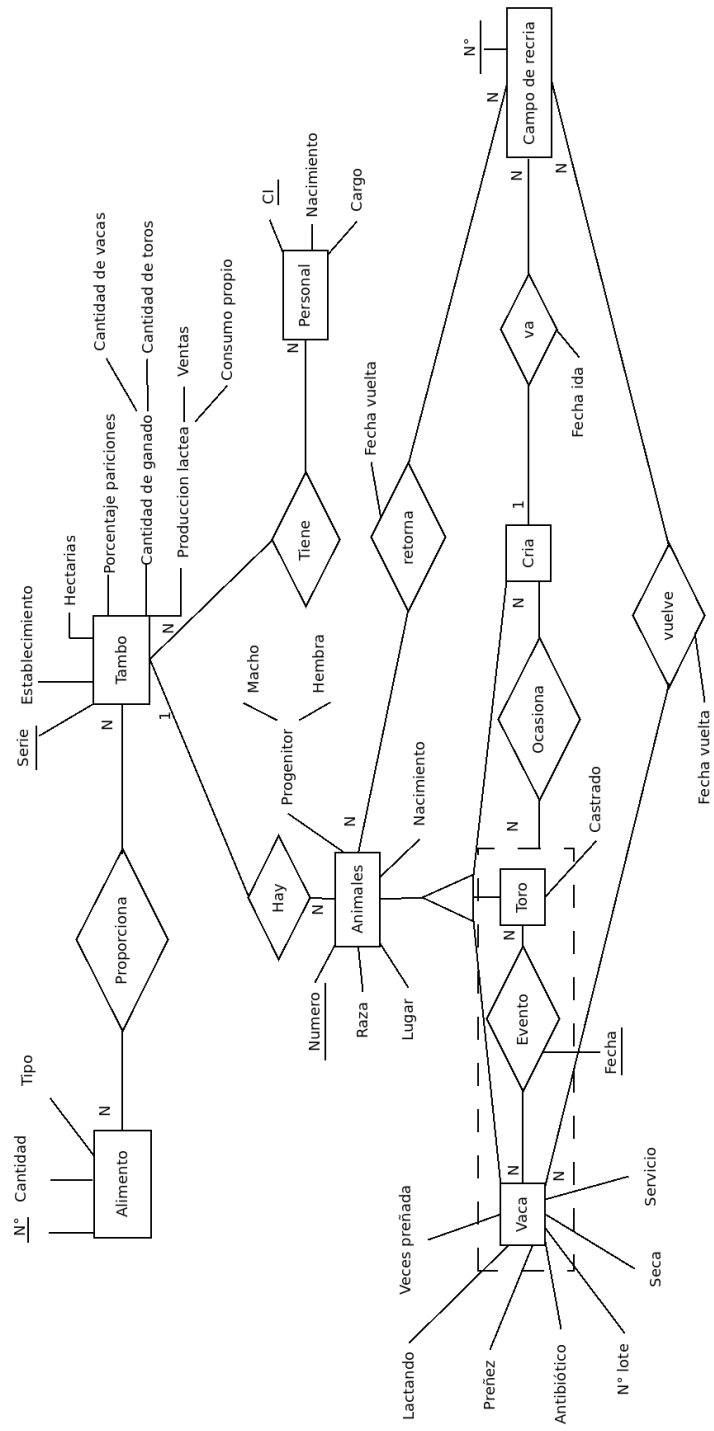 Serie
Establecimiento
Hectarias
Porcentaje pariciones
Cantidad de ganado
Cantidad de vacas
Cantidad de toros
Produccion lactea
Ventas
Consumo propio
N°
Cantidad
Tipo
Alimento
N
Proporciona
N
Tambo
N
1
Tiene
N
Personal
CI
Nacimiento
Cargo
Hay
N
Progenitor
Macho
Hembra
Numero
Raza
Lugar
Animales
Nacimiento
N
retorna
Fecha vuelta
N
N°
Campo de recria
N
N
va
Fecha ida
1
Cria
N
Ocasiona
N
Toro
Castrado
N
Evento
Fecha
N
N
Vaca
Veces preñada
Lactando
Preñez
Antibiótico
N° lote
Seca
Servicio
vuelve
Fecha vuelta